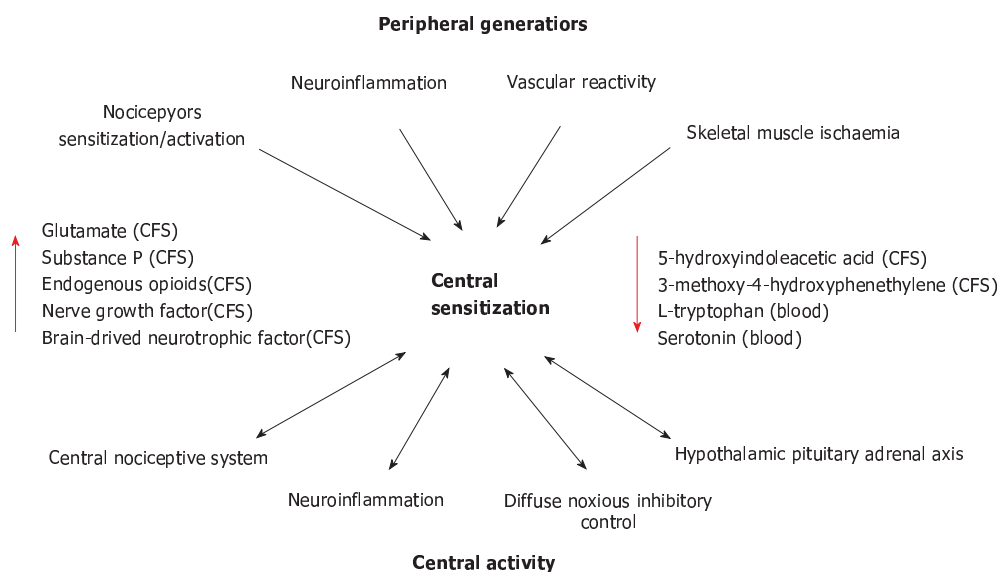 Peripheral generatiors
Neuroinflammation
Vascular reactivity
Nocicepyors
sensitization/activation
Skeletal muscle ischaemia
Glutamate (CFS)
Substance P (CFS)
Endogenous opioids(CFS)
Nerve growth factor(CFS)
Brain-drived neurotrophic factor(CFS)
Central
sensitization
5-hydroxyindoleacetic acid (CFS)
3-methoxy-4-hydroxyphenethylene (CFS)
L-tryptophan (blood)
Serotonin (blood)
Central nociceptive system
Neuroinflammation
Diffuse noxious inhibitory
control
Hypothalamic pituitary adrenal axis
Central activity